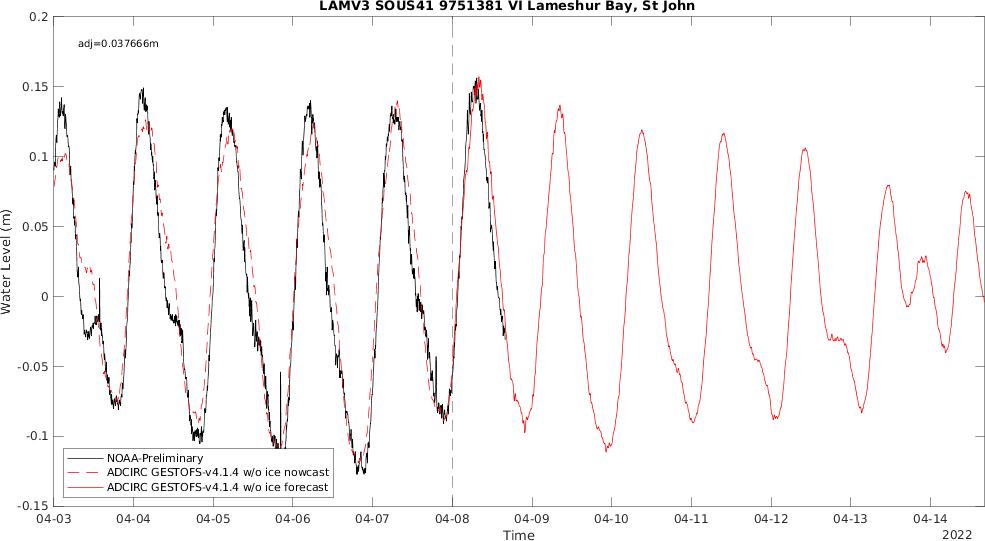 LAMV3 SOUS41 9751381 VI Lameshur Bay, St John
adj=0.037666m
0.2
0.15
0.1
0.05
0
-0.05
-0.1
-0.15
Water Level (m)
NOAA-Preliminary
ADCIRC GESTOFS-v4.1.4 w/o ice nowcast
ADCIRC GESTOFS-v4.1.4 w/o ice forecast
04-03 04-04 04-05 04-06 04-07 04-08 04-09 04-10 04-11 04-12 04-13 04-14
Time
2022